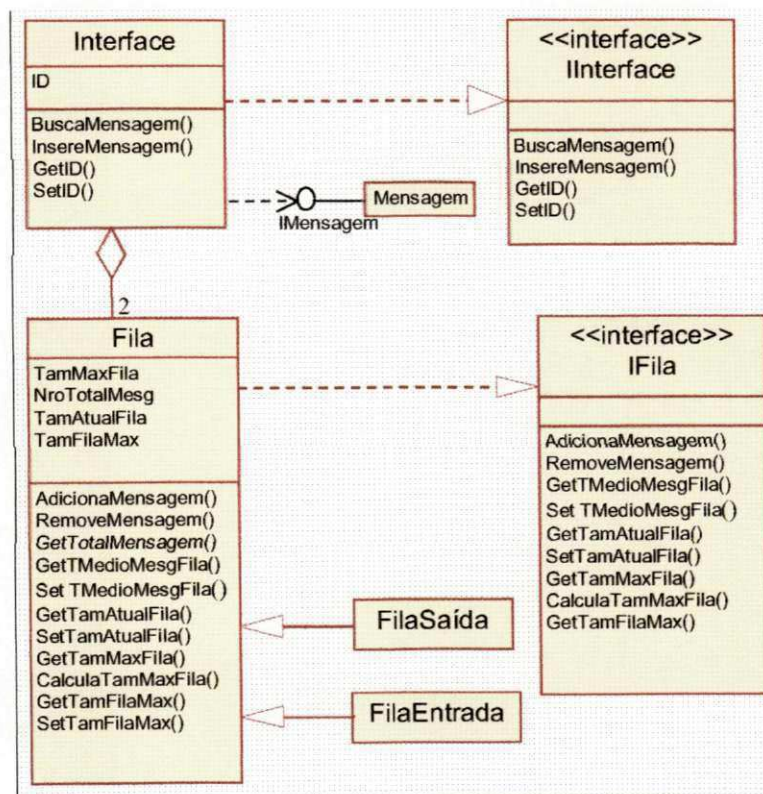 Interface
ID
BuscaMensagem()
InsereMensagem()
GetID()
SetID()
<<interface>>
IInterface
BuscaMensagem()
InsereMensagem()
GetID()
SetID()
IMensagem
Mensagem
2
Fila
TamMaxFila
NroTotalMesg
TamAtualFila
TamFilaMax
AdicionaMensagem()
RemoveMensagem()
GetTotalMensagem()
GetTMedioMesgFila()
Set TMedioMesgFila()
GetTamAtualFila()
SetTamAtualFila()
GetTamMaxFila()
CalculaTamMaxFila()
GetTamFilaMax()
SetTamFilaMax()
<<interface>>
IFila
AdicionaMensagem()
RemoveMensagem()
GetTMedioMesgFila()
Set TMedioMesgFila()
GetTamAtualFila()
SetTamAtualFila()
GetTamMaxFila()
CalculaTamMaxFila()
GetTamFilaMax()
FilaSaída
FilaEntrada